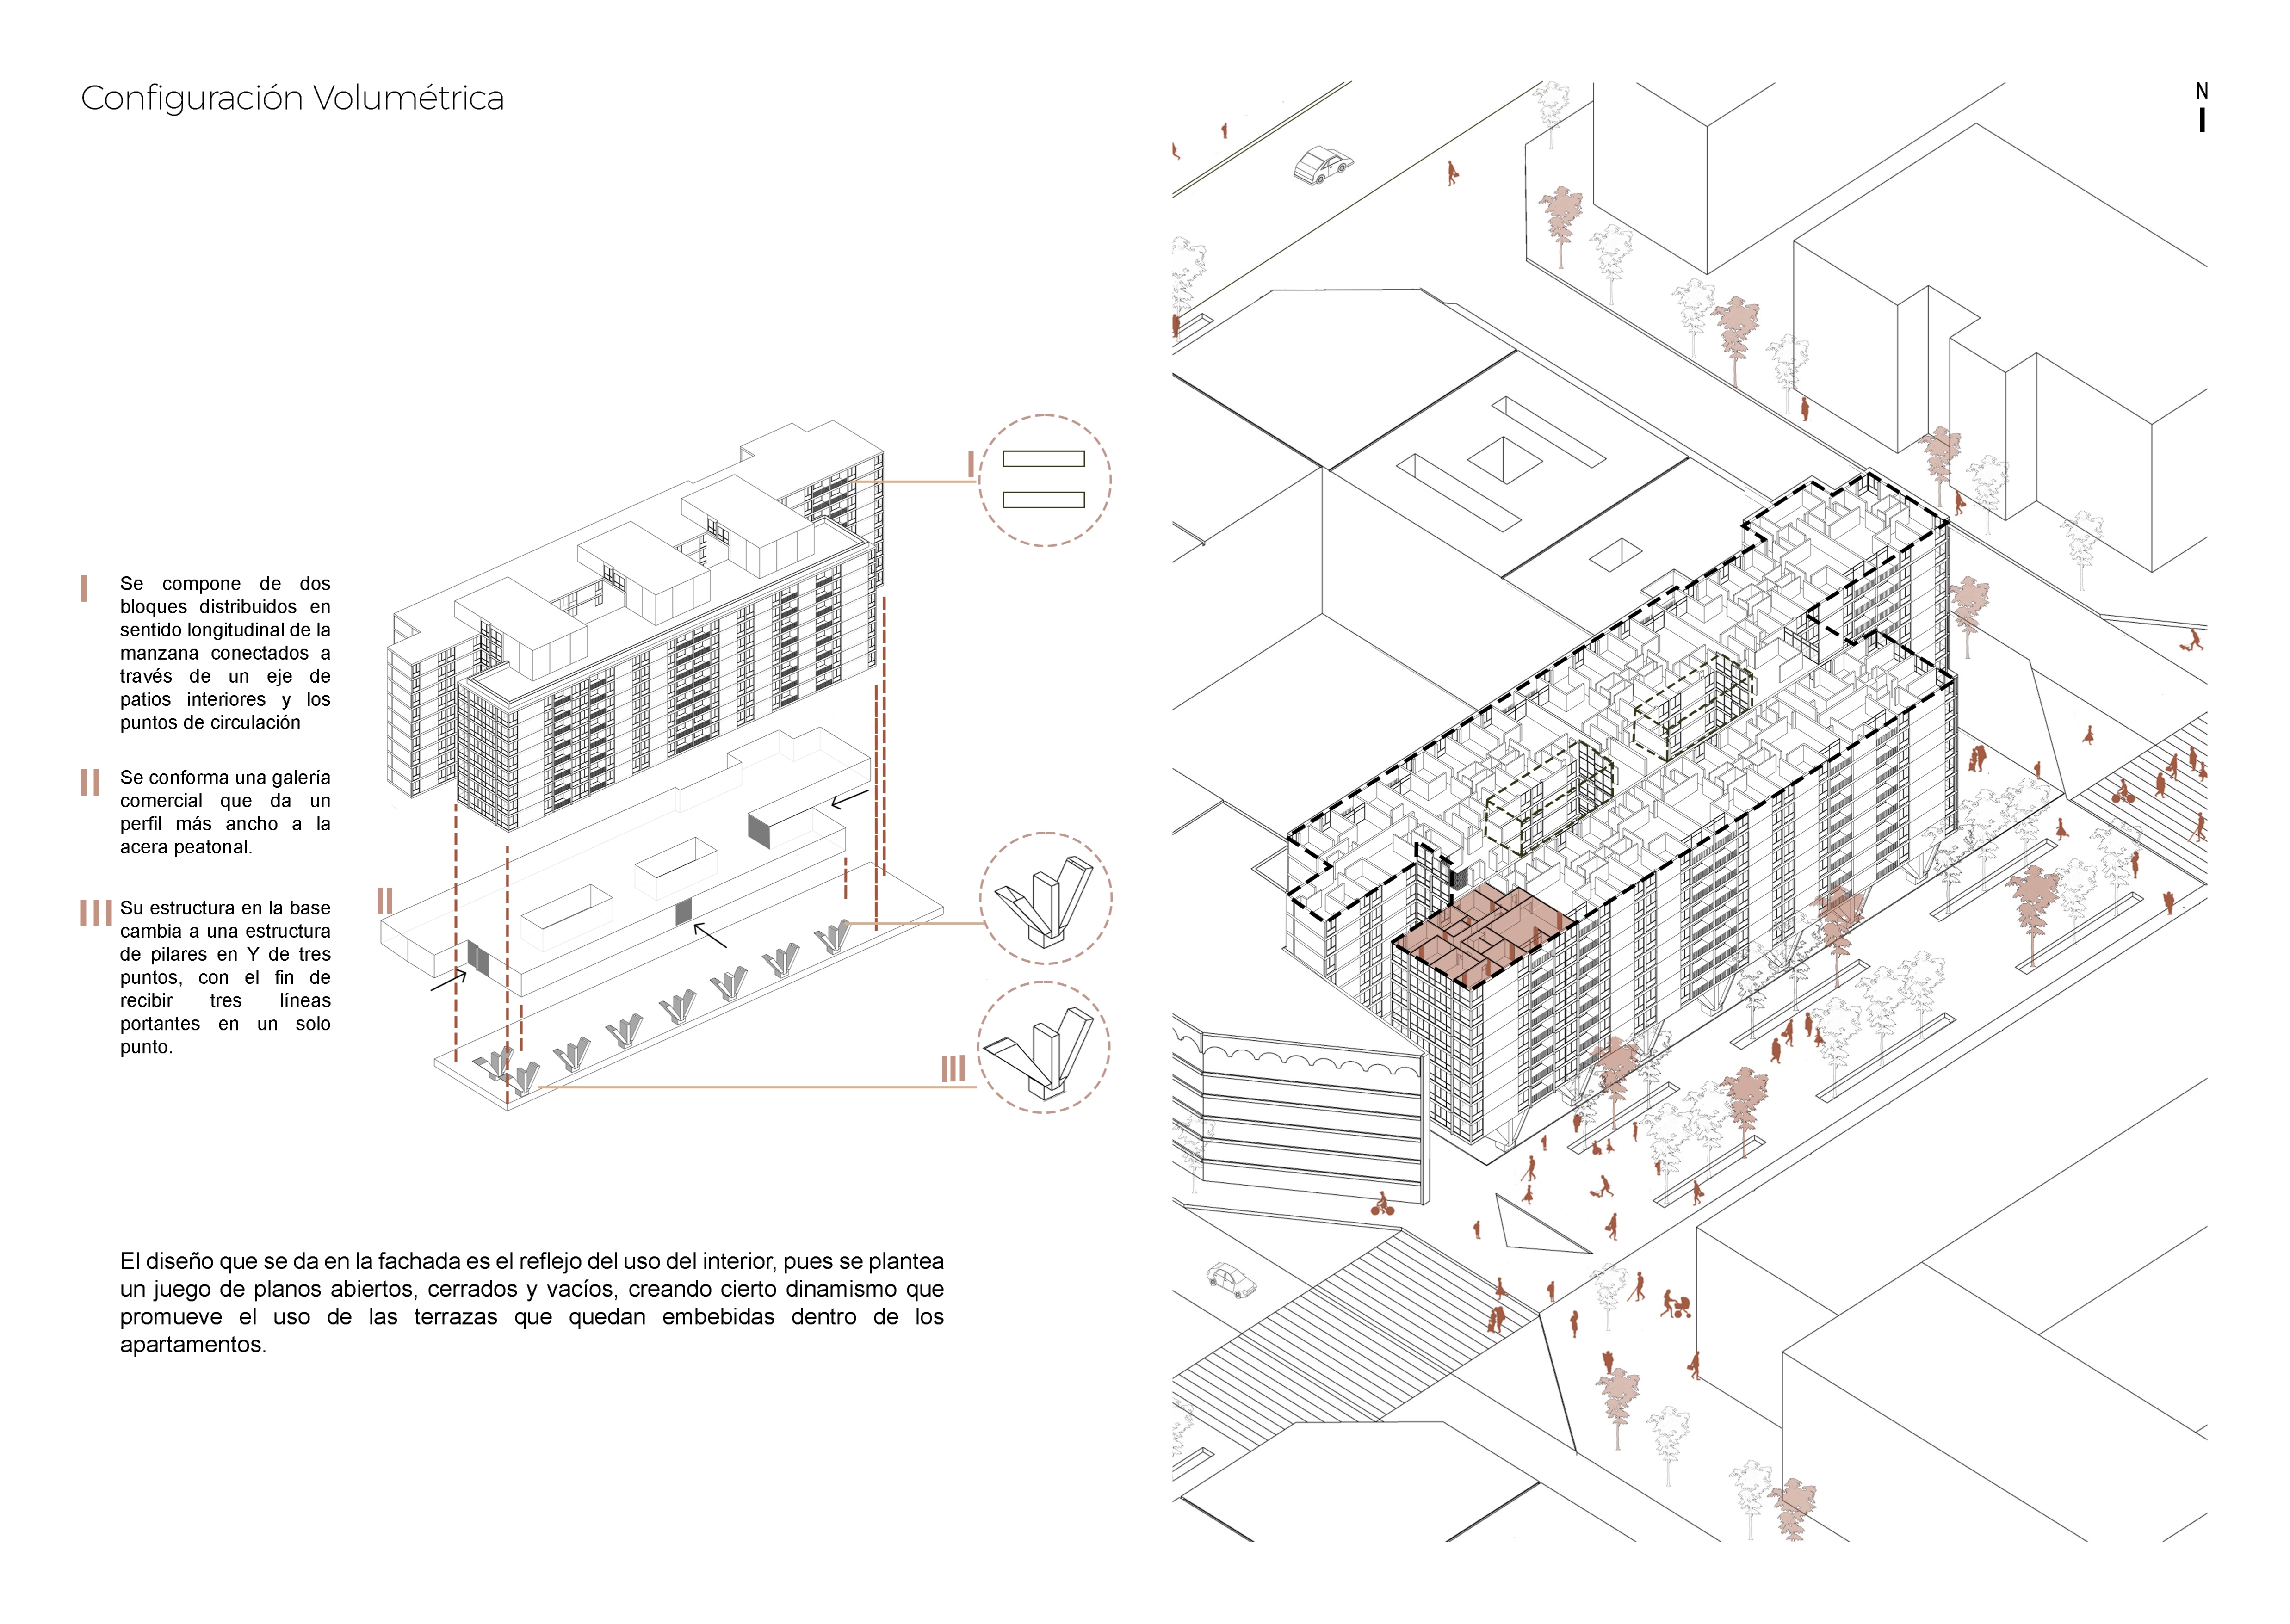 Configuración Volumétrica
N
I
I
Se compone de dos
bloques distribuidos en
sentido longitudinal de la
manzana conectados a
través de un eje de
patios interiores y los
puntos de circulación
II
Se conforma una galería
comercial que da un
perfil más ancho a la
acera peatonal.
III
Su estructura en la base
cambia a una estructura
de pilares en Y de tres
puntos, con el fin de
recibir tres líneas
portantes en un solo
punto.
II
III
El diseño que se da en la fachada es el reflejo del uso del interior, pues se plantea
un juego de planos abiertos, cerrados y vacíos, creando cierto dinamismo que
promueve el uso de las terrazas que quedan embebidas dentro de los
apartamentos.